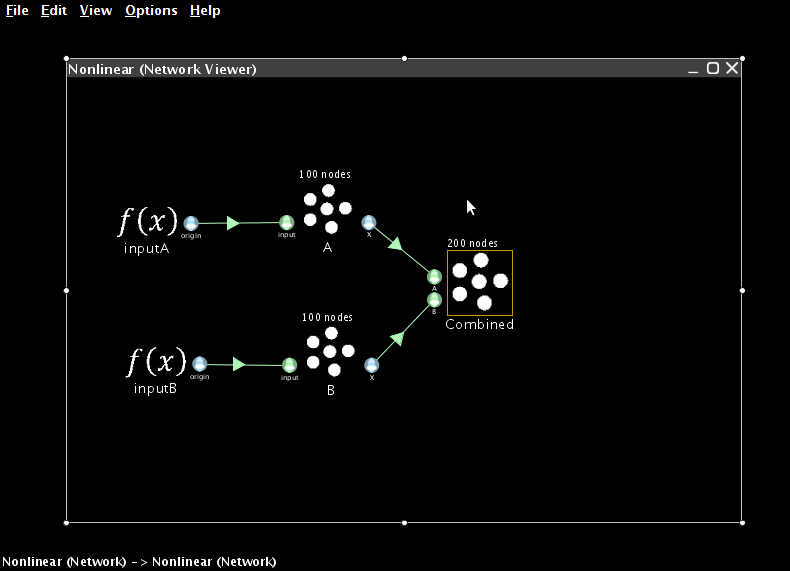 File Edit View Options Help
Nonlinear (Network Viewer)
100 nodes
f(x)
origin
input
X
inputA
A
200 nodes
A
B
Combined
100 nodes
f(x)
origin
input
X
inputB
B
Nonlinear (Network) -> Nonlinear (Network)